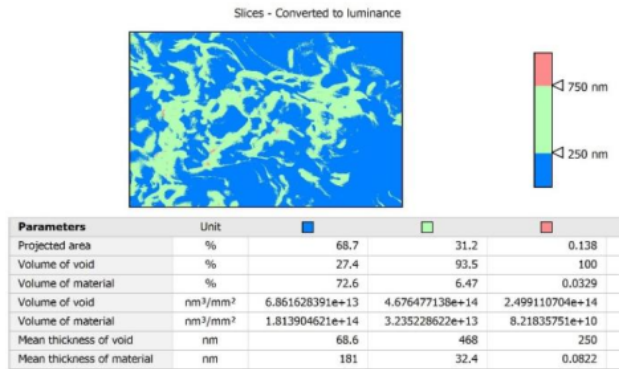 Slices - Converted to luminance
750 nm
250 nm
Parameters Unit
Projected area % 68.7 31.2 0.138
Volume of void % 27.4 93.5 100
Volume of material % 72.6 6.47 0.0329
Volume of void nm³/mm² 6.861628391e+13 4.676477138e+14 2.499110704e+14
Volume of material nm³/mm² 1.813904621e+14 3.235228622e+13 8.21835751e+10
Mean thickness of void nm 68.6 468 250
Mean thickness of material nm 181 32.4 0.0822